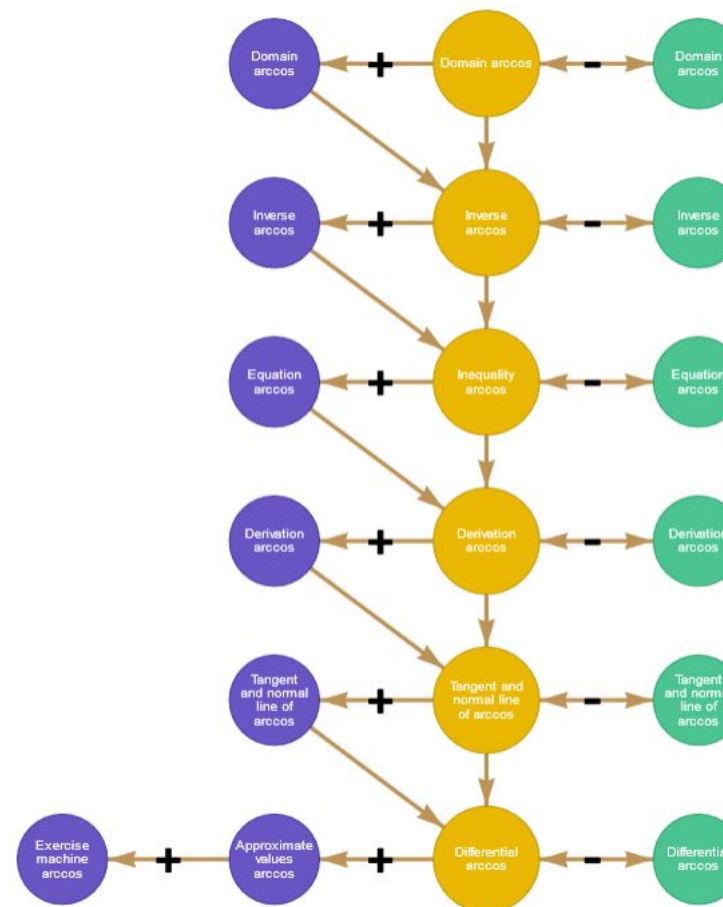 Domain
arccos
+
Domain arccos
-
Domain
arccos
Inverse
arccos
+
Inverse
arccos
-
Inverse
arccos
Equation
arccos
+
Inequality
arccos
-
Equation
arccos
Derivation
arccos
+
Derivation
arccos
-
Derivation
arccos
Tangent
and normal
line of
arccos
+
Tangent and
normal line
of arccos
-
Tangent
and normal
line of
arccos
Exercise
machine
arccos
+
Approximate
values
arccos
+
Differential
arccos
-
Differential
arccos